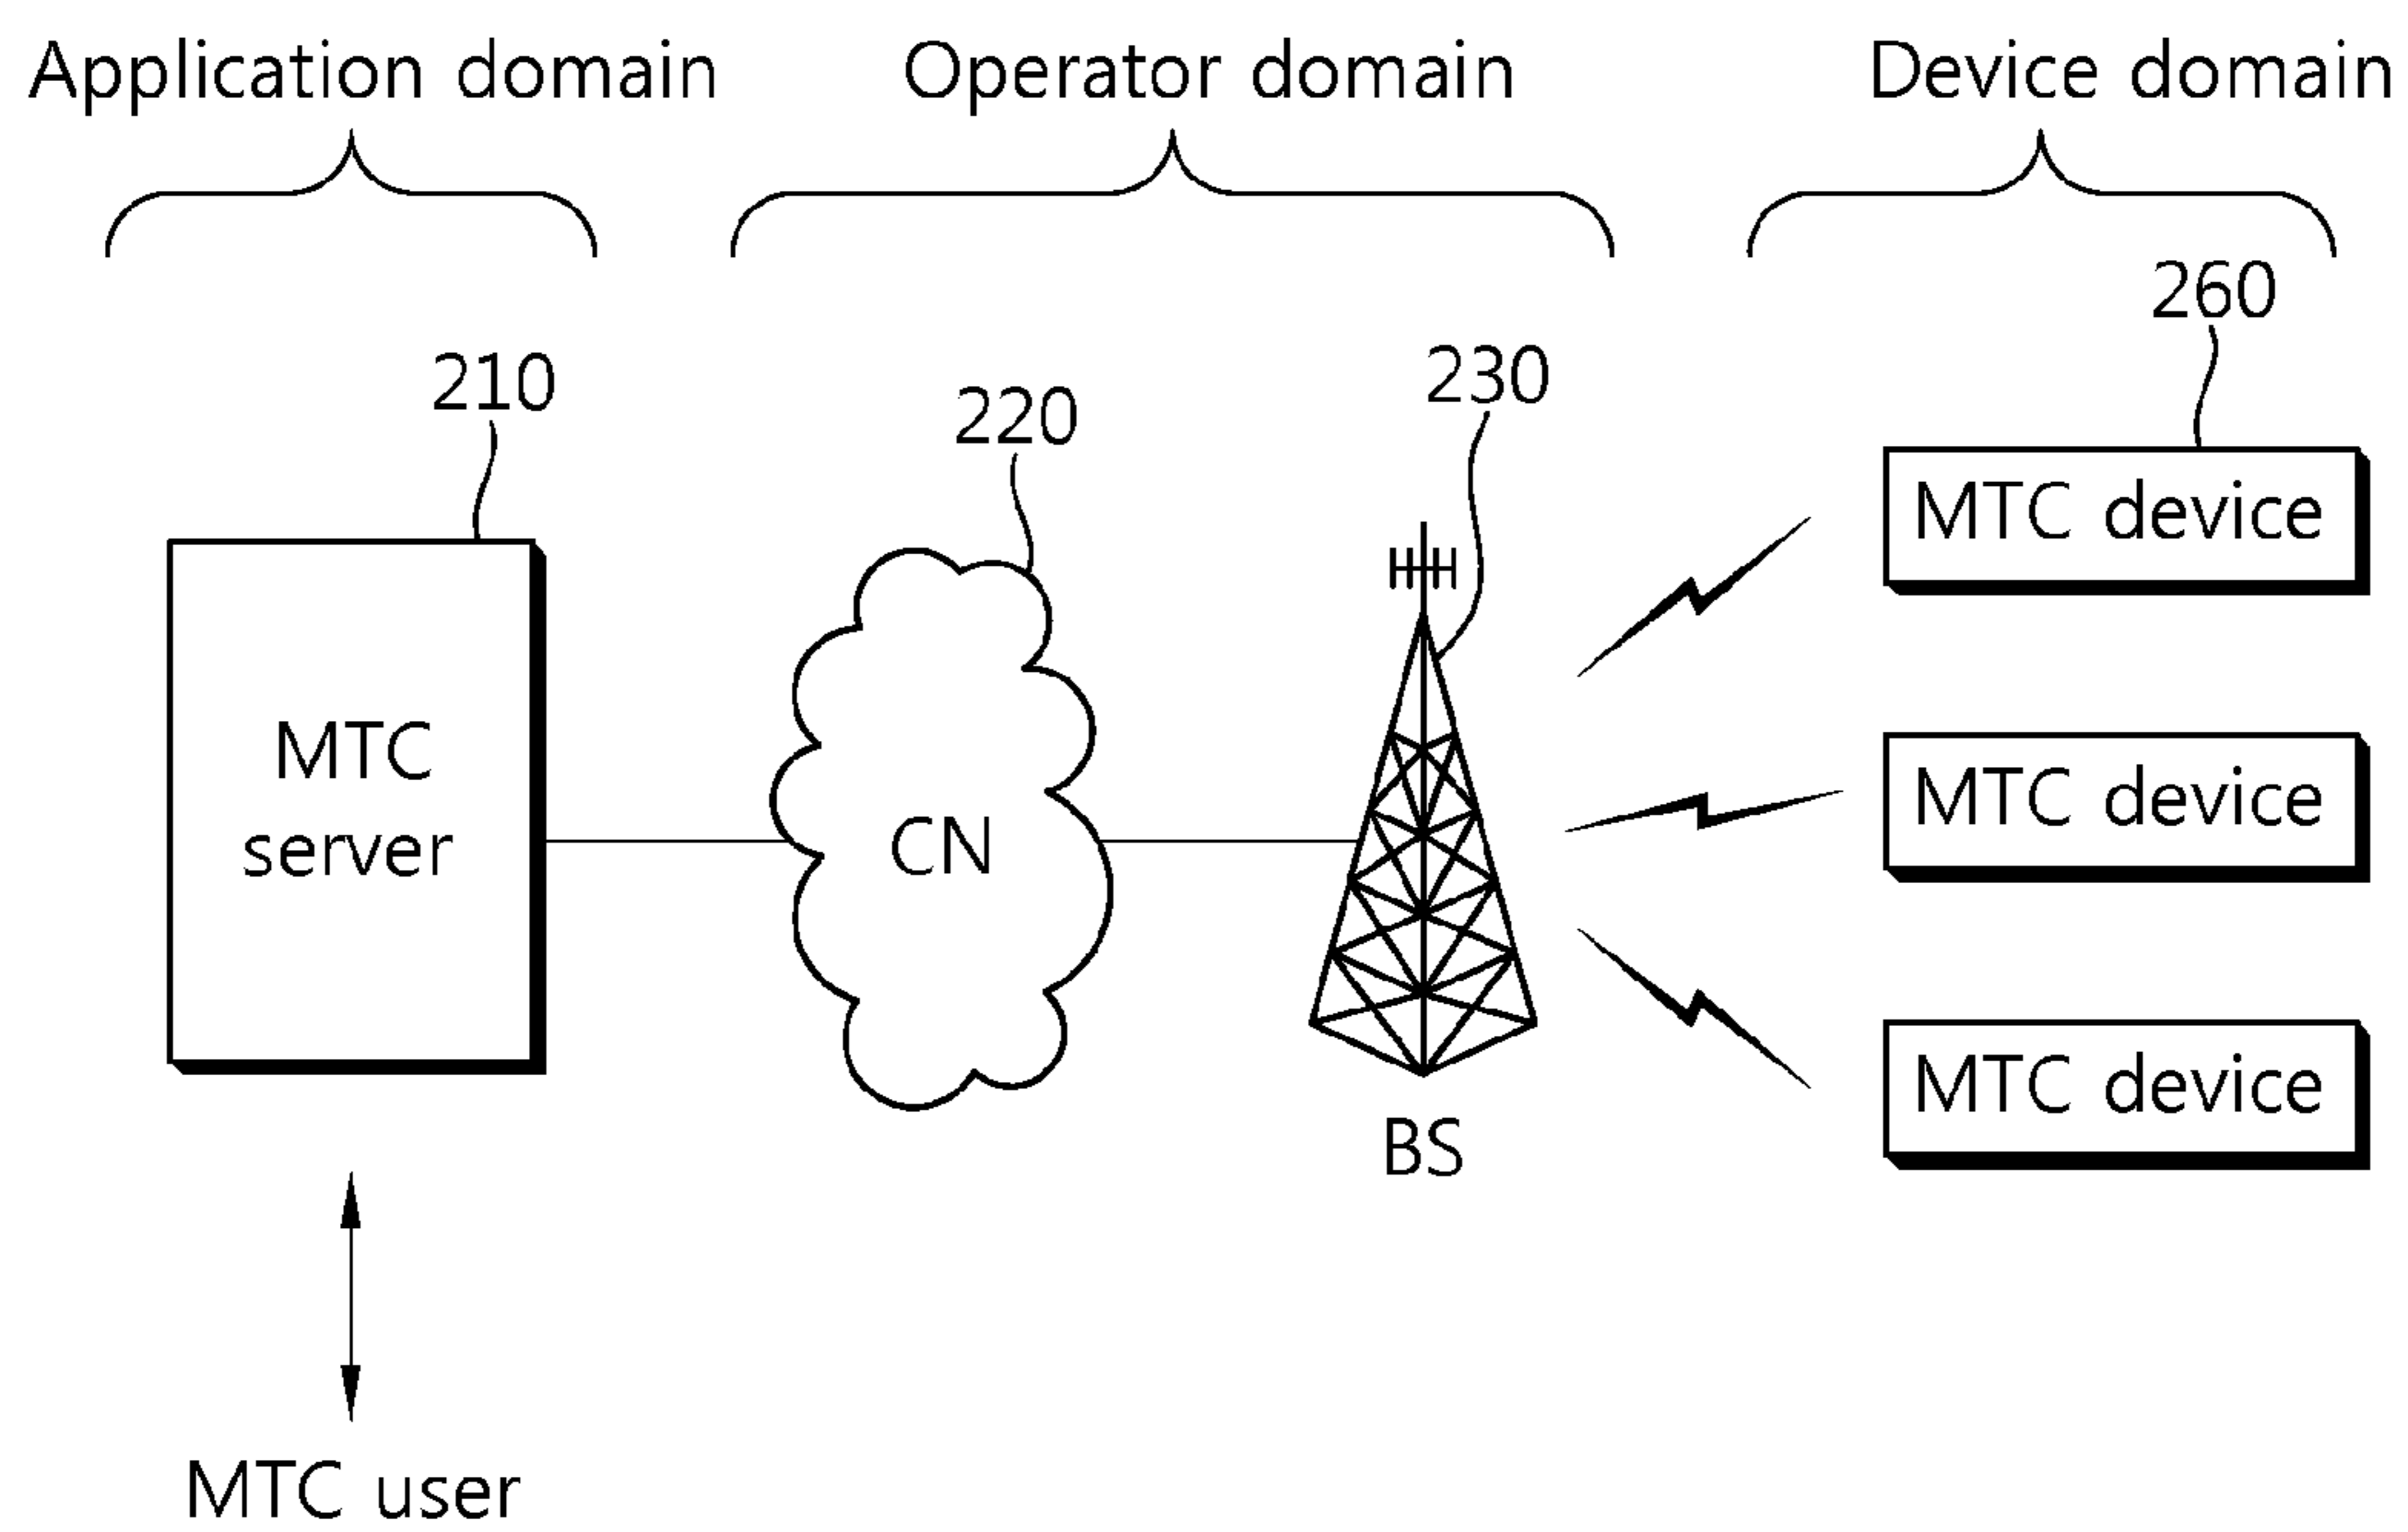 Application domain
Operator domain
Device domain
210
220
230
260
MTC
server
CN
BS
MTC device
MTC device
MTC device
MTC user